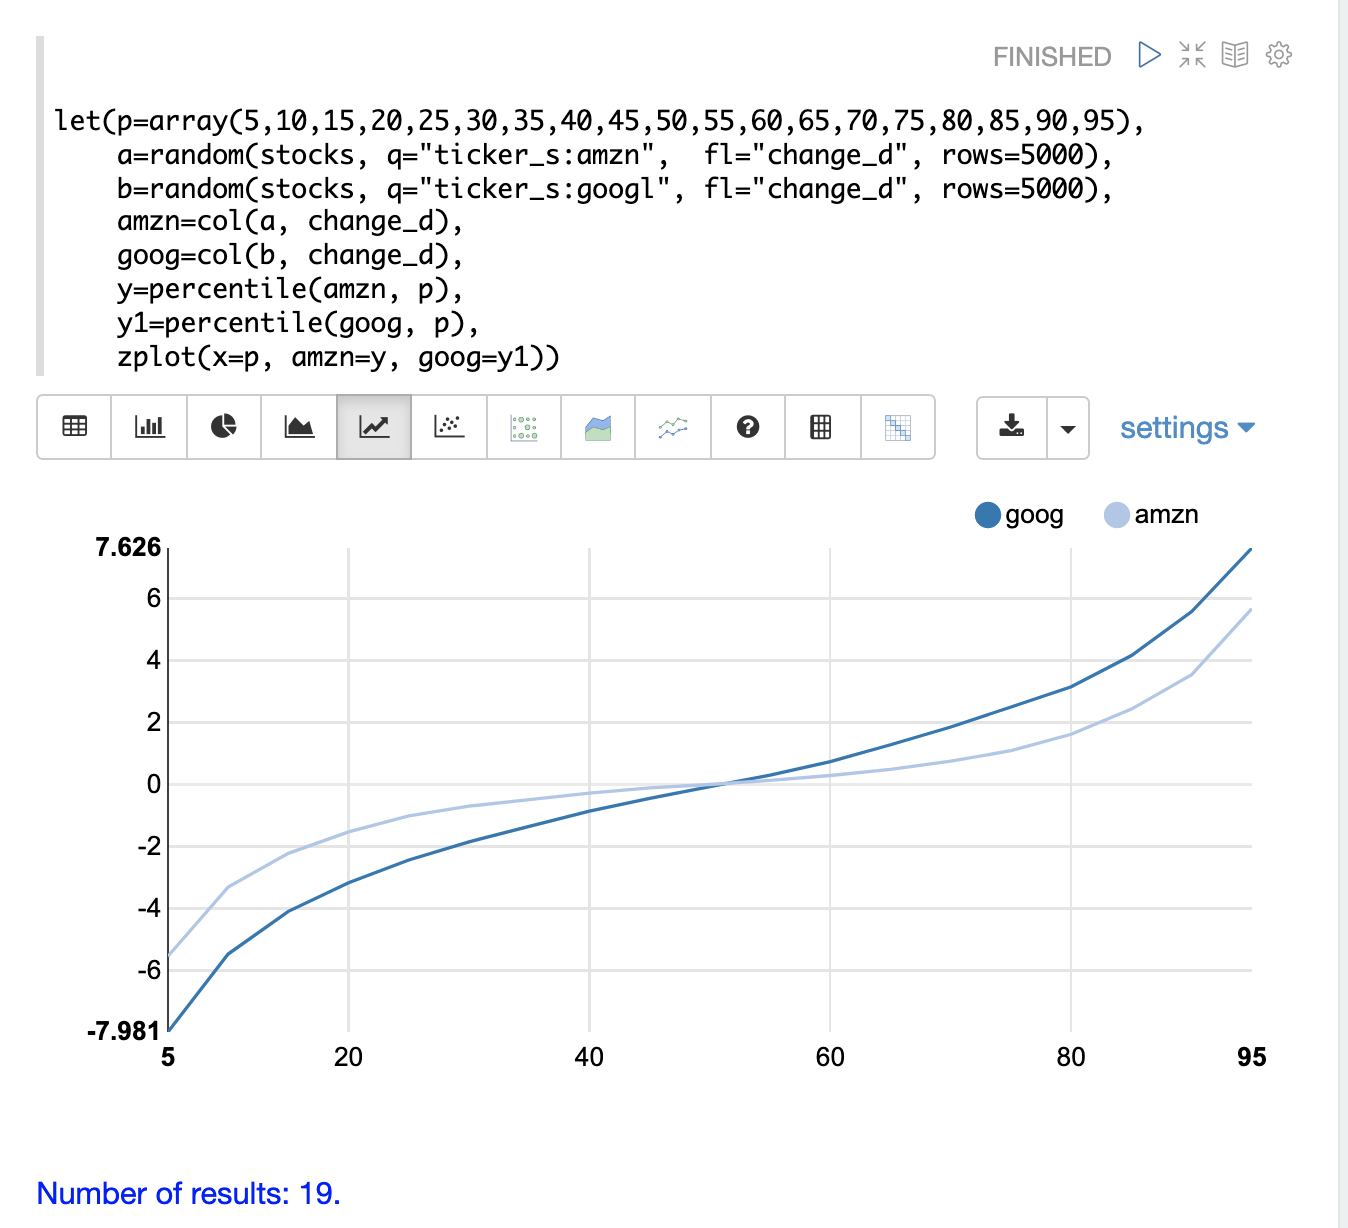 FINISHED
let(p=array(5,10,15,20,25,30,35,40,45,50,55,60,65,70,75,80,85,90,95),
a=random(stocks, q="ticker_s:amzn",  fl="change_d", rows=5000),
b=random(stocks, q="ticker_s:googl", fl="change_d", rows=5000),
amzn=col(a, change_d),
goog=col(b, change_d),
y=percentile(amzn, p),
y1=percentile(goog, p),
zplot(x=p, amzn=y, goog=y1))
settings
goog amzn
7.626
6
4
2
0
-2
-4
-6
-7.981
5 20 40 60 80 95
Number of results: 19.